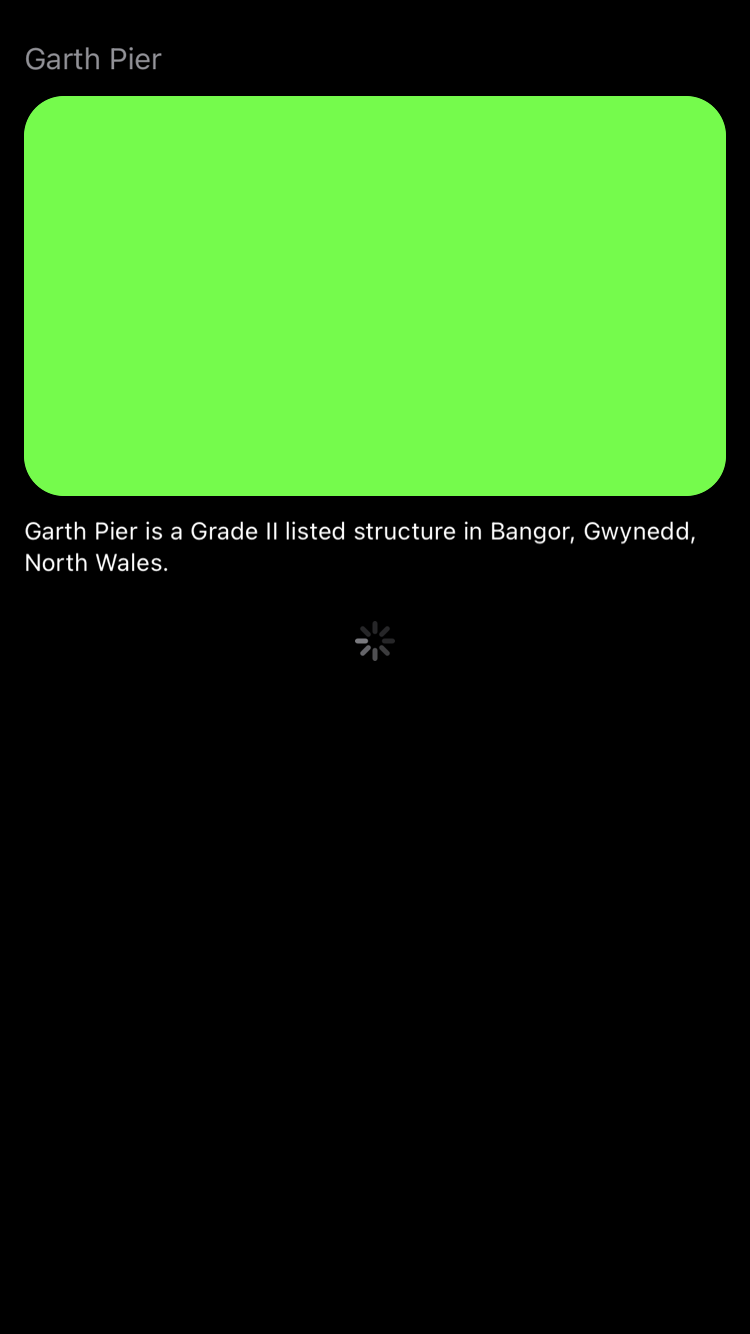 Garth Pier
Garth Pier is a Grade II listed structure in Bangor, Gwynedd,
North Wales.